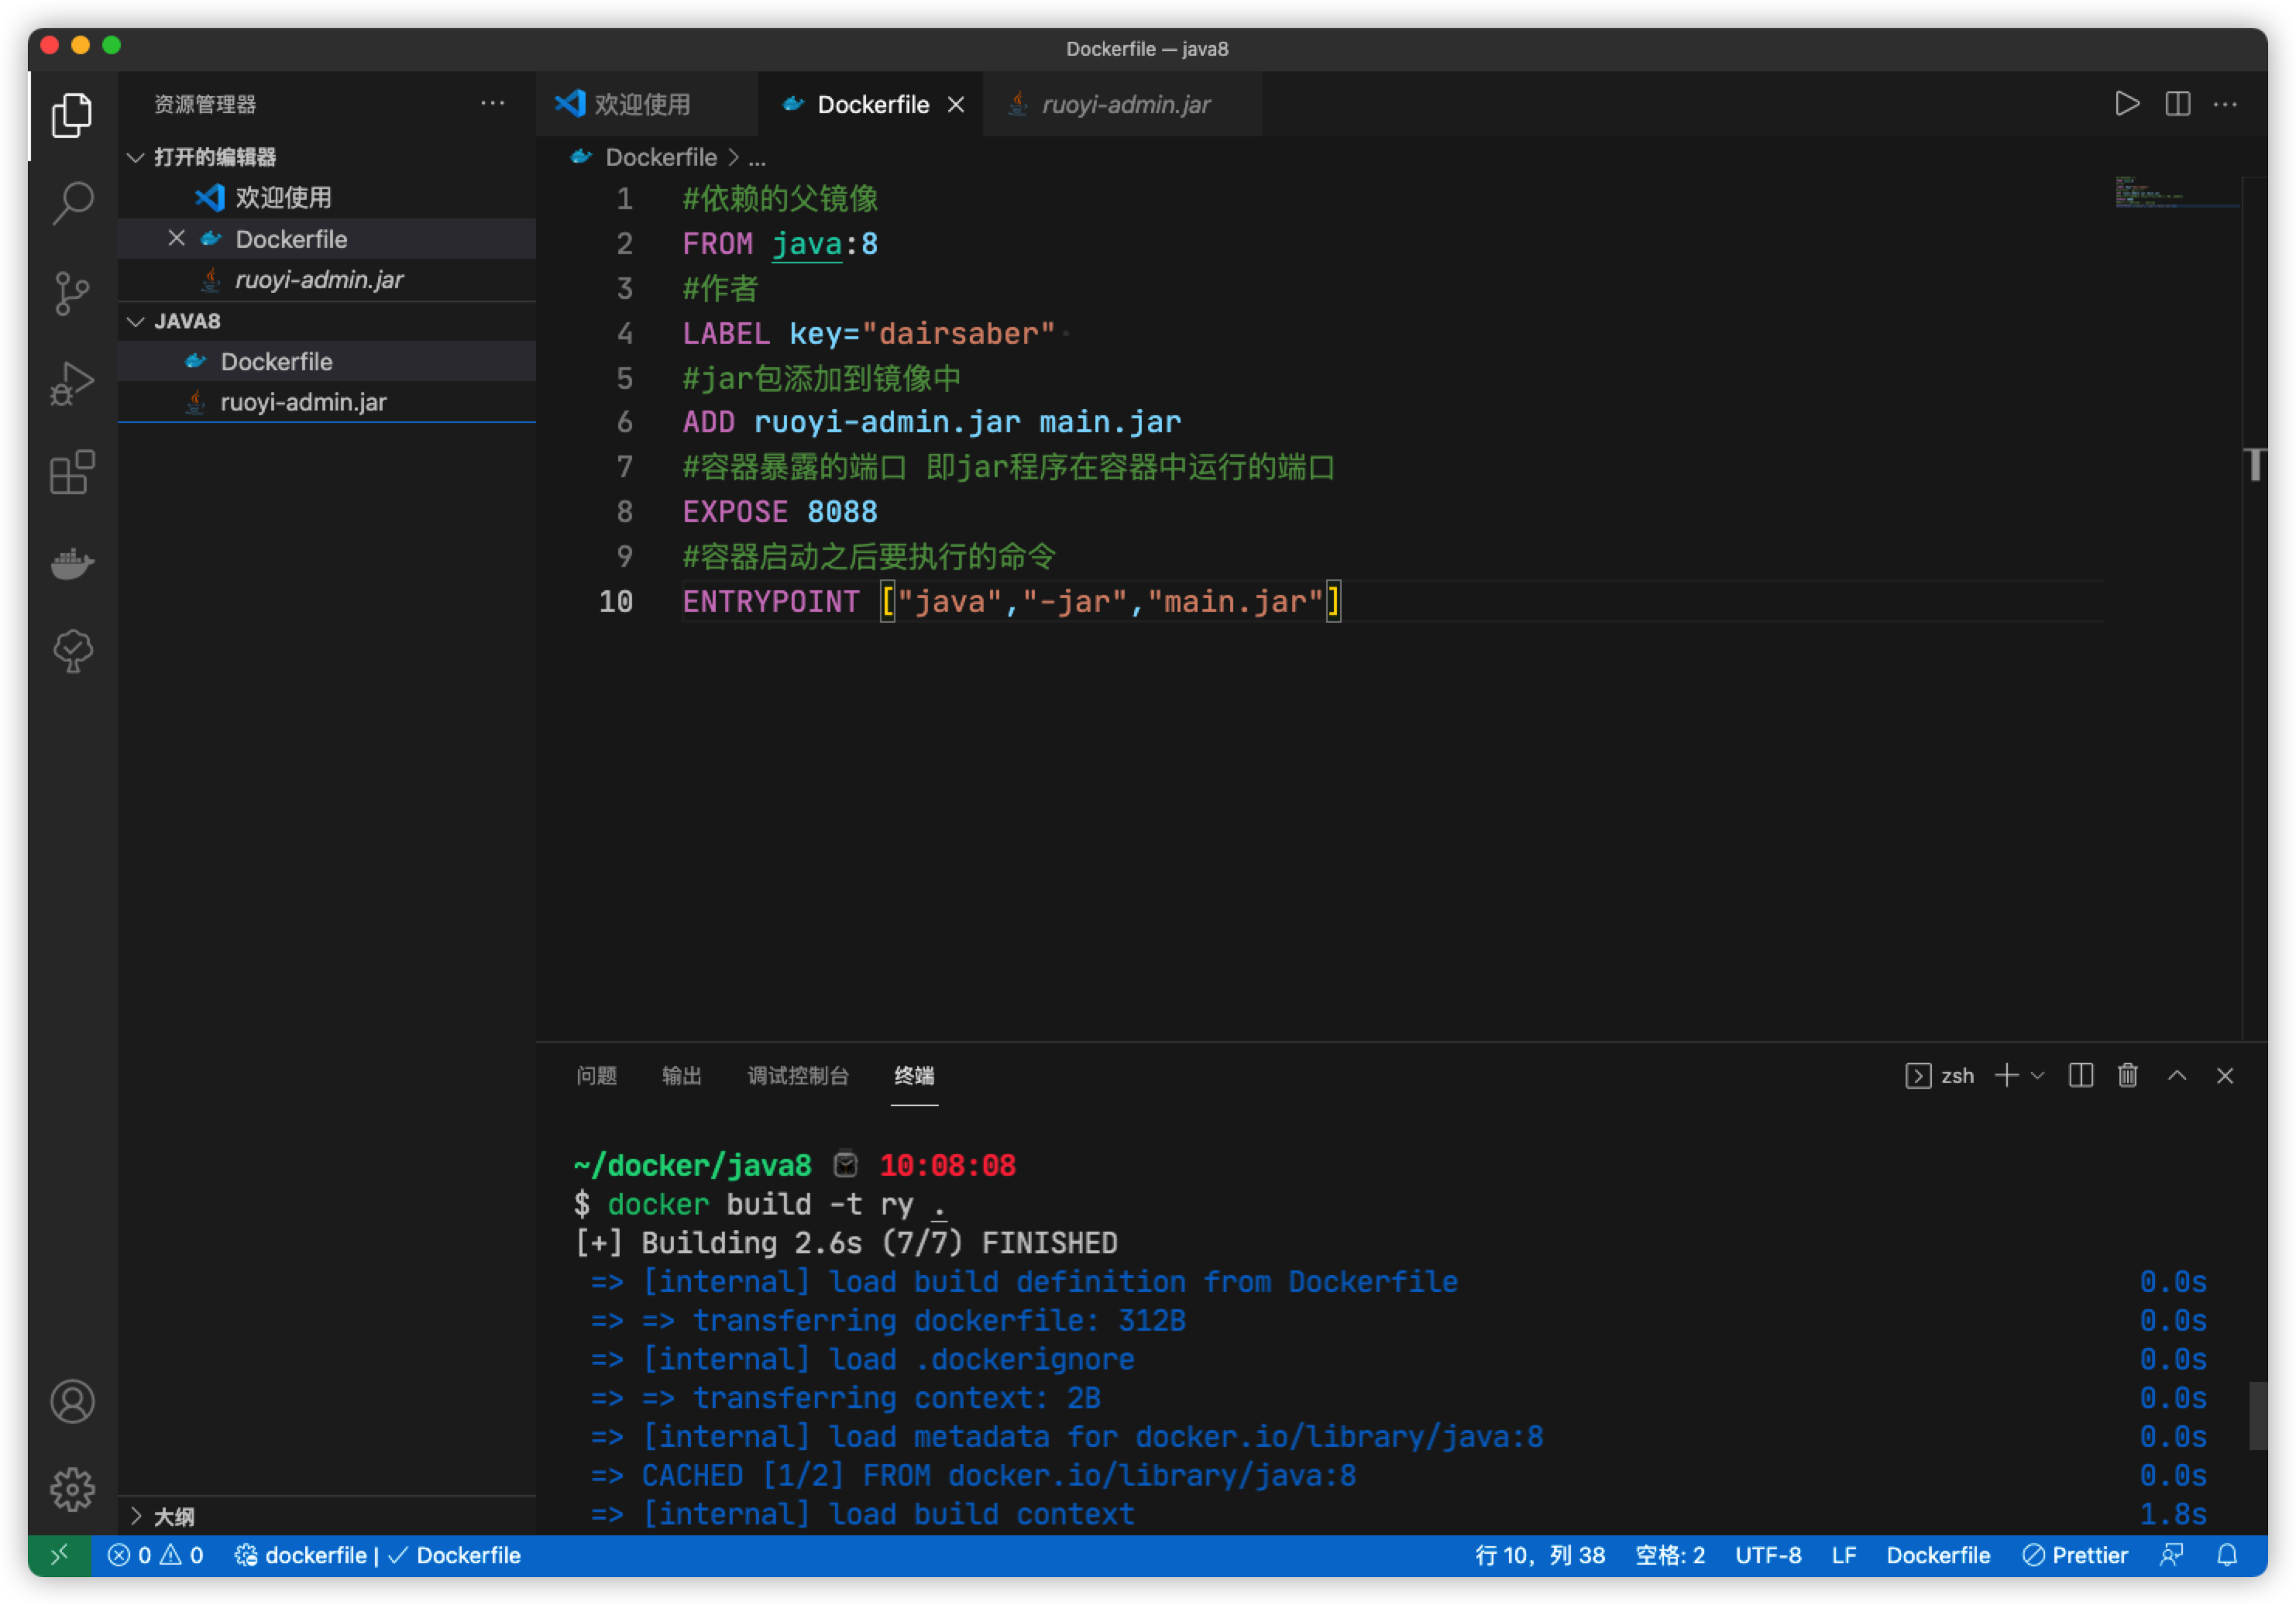 Dockerfile — java8
资源管理器
打开的编辑器
欢迎使用
Dockerfile
ruoyi-admin.jar
JAVA8
Dockerfile
ruoyi-admin.jar
大纲
欢迎使用 Dockerfile ruoyi-admin.jar
Dockerfile > ...
1 #依赖的父镜像
2 FROM java:8
3 #作者
4 LABEL key="dairsaber"
5 #jar包添加到镜像中
6 ADD ruoyi-admin.jar main.jar
7 #容器暴露的端口 即jar程序在容器中运行的端口
8 EXPOSE 8088
9 #容器启动之后要执行的命令
10 ENTRYPOINT ["java","-jar","main.jar"]
问题 输出 调试控制台 终端 zsh
~/docker/java8 10:08:08
$ docker build -t ry .
[+] Building 2.6s (7/7) FINISHED
=> [internal] load build definition from Dockerfile 0.0s
=> => transferring dockerfile: 312B 0.0s
=> [internal] load .dockerignore 0.0s
=> => transferring context: 2B 0.0s
=> [internal] load metadata for docker.io/library/java:8 0.0s
=> CACHED [1/2] FROM docker.io/library/java:8 0.0s
=> [internal] load build context 1.8s
0 0 dockerfile | Dockerfile 行 10，列 38 空格: 2 UTF-8 LF Dockerfile Prettier